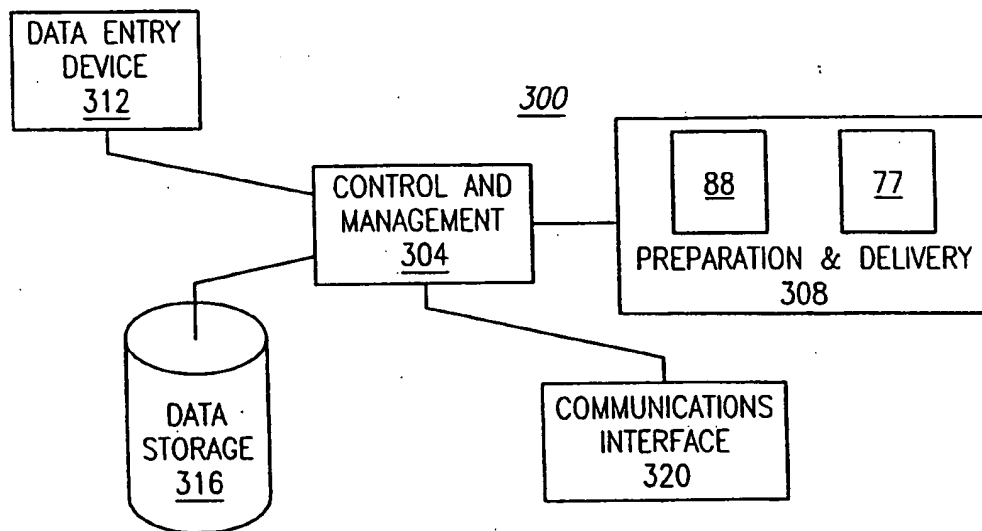 DATA ENTRY
DEVICE
312
300
CONTROL AND
MANAGEMENT
304
88
77
PREPARATION & DELIVERY
308
DATA
STORAGE
316
COMMUNICATIONS
INTERFACE
320